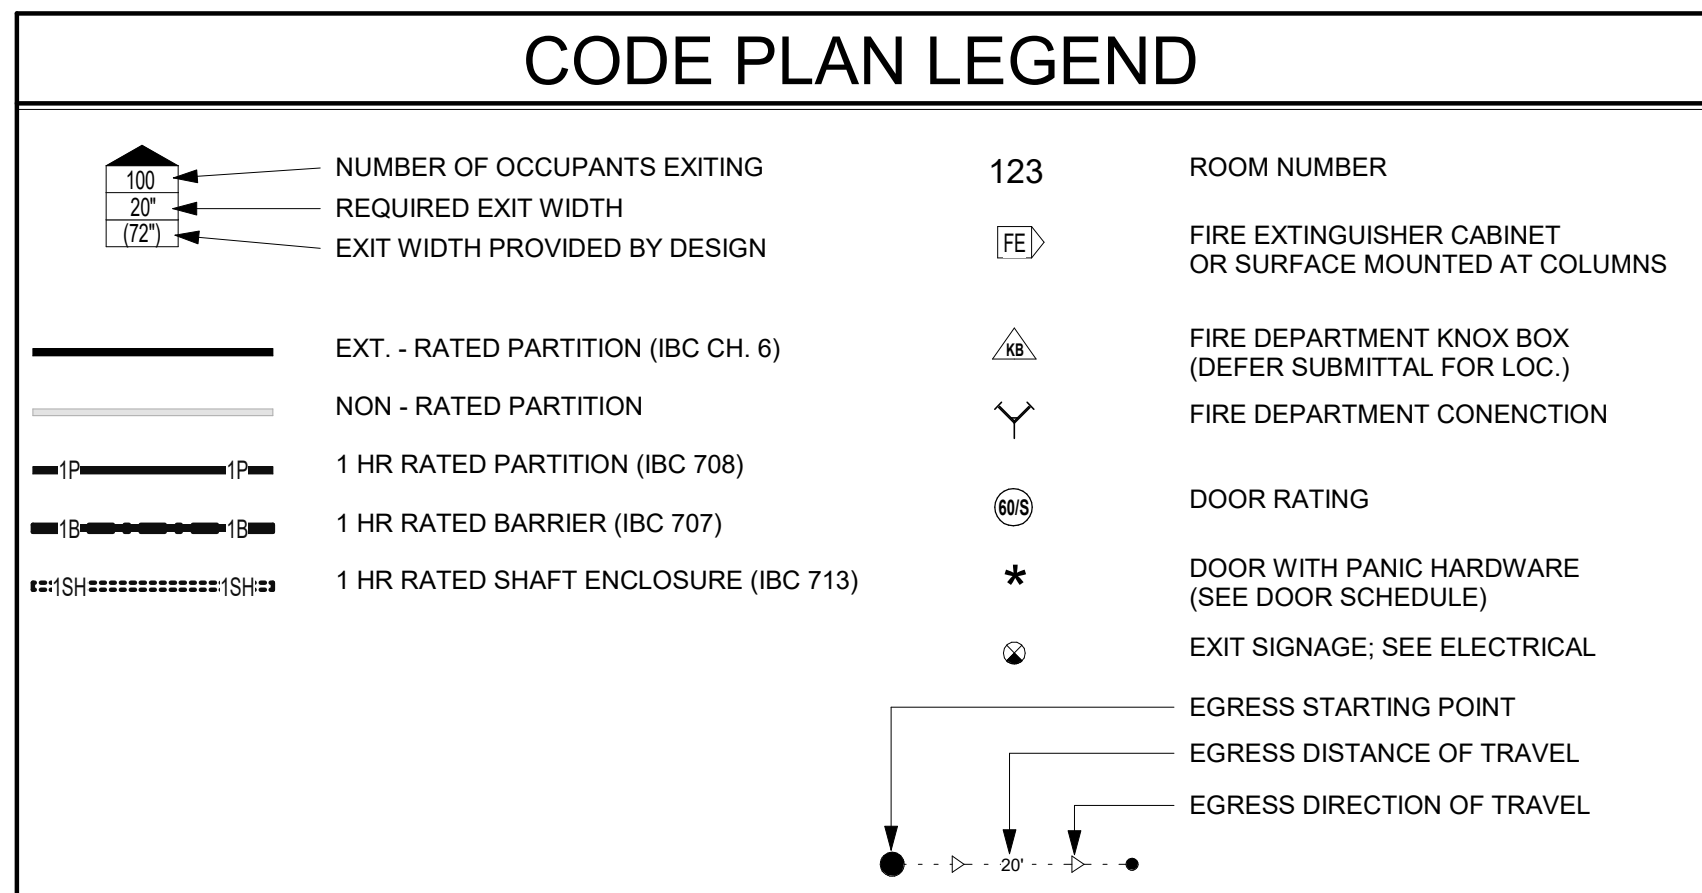 CODE PLAN LEGEND
100
20"
(72")
NUMBER OF OCCUPANTS EXITING
REQUIRED EXIT WIDTH
EXIT WIDTH PROVIDED BY DESIGN
EXT. - RATED PARTITION (IBC CH. 6)
NON - RATED PARTITION
1P 1P 1 HR RATED PARTITION (IBC 708)
1B 1B 1 HR RATED BARRIER (IBC 707)
1SH 1SH 1 HR RATED SHAFT ENCLOSURE (IBC 713)
123 ROOM NUMBER
FE FIRE EXTINGUISHER CABINET
OR SURFACE MOUNTED AT COLUMNS
KB FIRE DEPARTMENT KNOX BOX
(DEFER SUBMITTAL FOR LOC.)
FIRE DEPARTMENT CONENCTION
60/S DOOR RATING
* DOOR WITH PANIC HARDWARE
(SEE DOOR SCHEDULE)
EXIT SIGNAGE; SEE ELECTRICAL
EGRESS STARTING POINT
EGRESS DISTANCE OF TRAVEL
EGRESS DIRECTION OF TRAVEL
20'